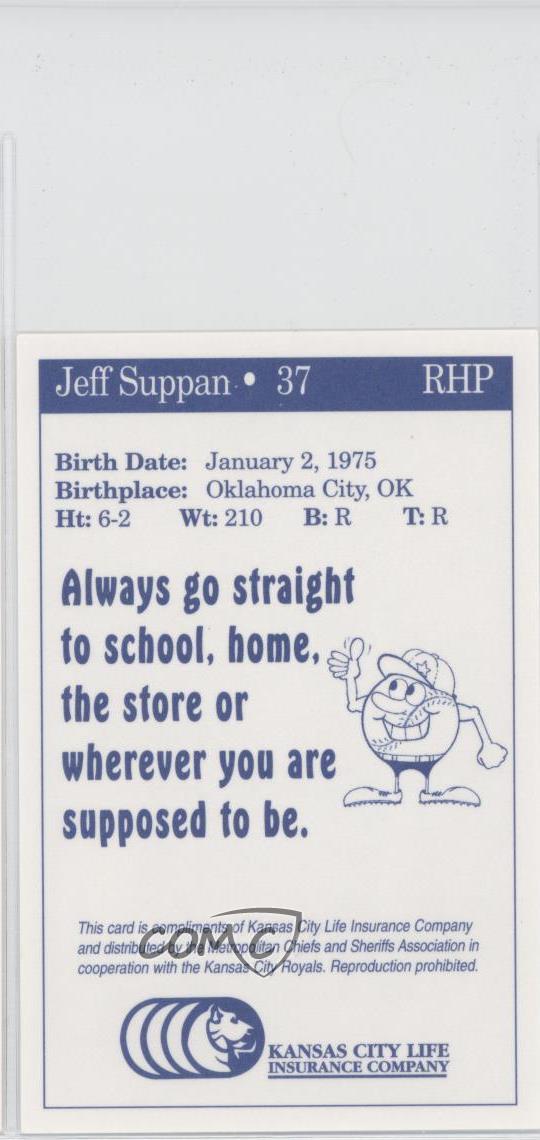 Jeff Suppan • 37 RHP
Birth Date: January 2, 1975
Birthplace: Oklahoma City, OK
Ht: 6-2 Wt: 210 B: R T: R
Always go straight
to school, home,
the store or
wherever you are
supposed to be.
This card is compliments of Kansas City Life Insurance Company
and distributed by the Metropolitan Chiefs and Sheriffs Association in
cooperation with the Kansas City Royals. Reproduction prohibited.
COMC
KANSAS CITY LIFE
INSURANCE COMPANY